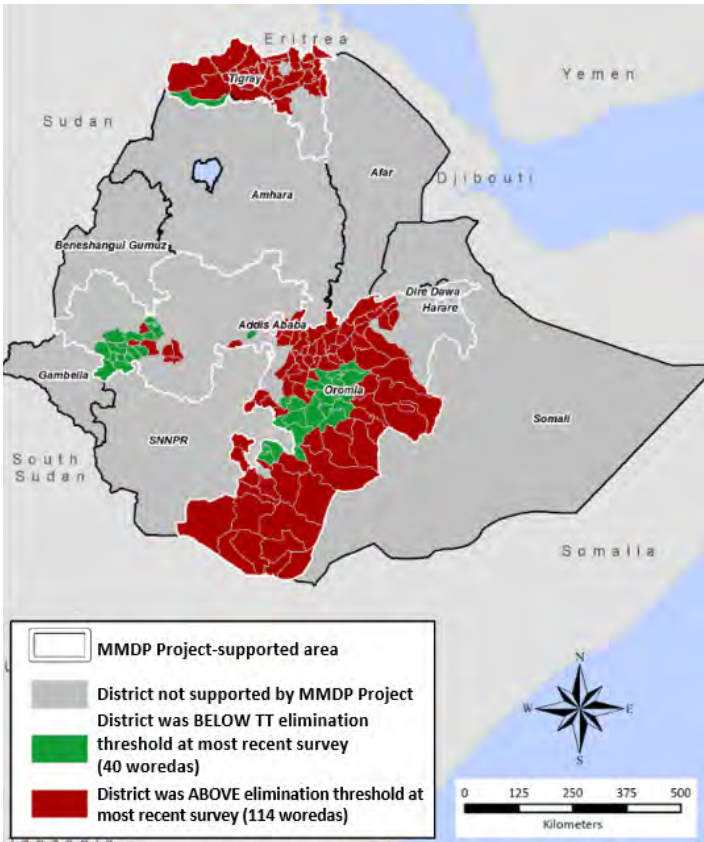 Eritrea
Yemen
Tigray
Sudan
Afar
Djibouti
Amhara
Beneshangul Gumuz
Dire Dawa
Harare
Addis Ababa
Gambella
Oromia
Somali
SNNPR
South
Sudan
Somalia
MMDP Project-supported area
District not supported by MMDP Project
District was BELOW TT elimination
threshold at most recent survey
(40 woredas)
District was ABOVE elimination threshold at
most recent survey (114 woredas)
N
W E
S
0 125 250 375 500
Kilometers